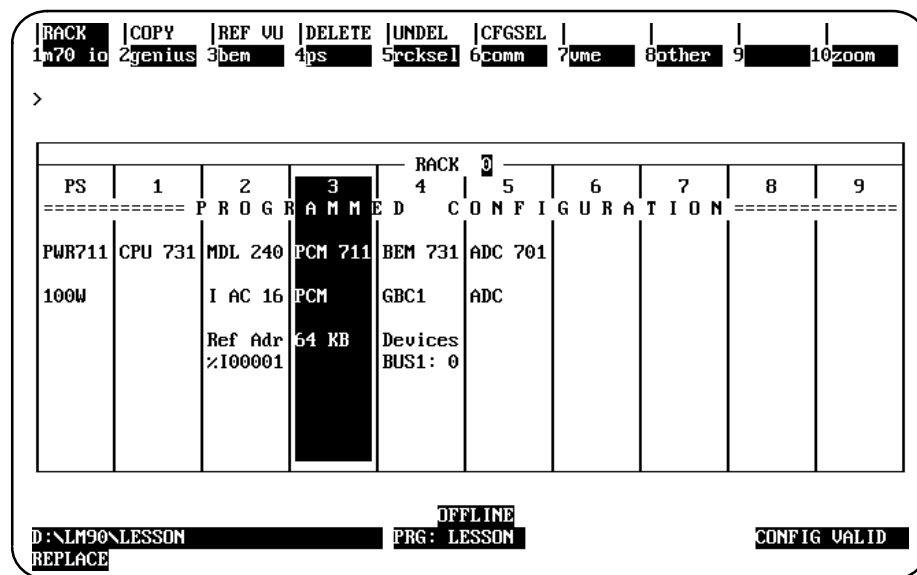 RACK |COPY |REF VU |DELETE |UNDEL |CFGSEL | | | |
1m70 io 2genius 3bem 4ps 5rcksel 6comm 7vme 8other 9 10zoom
>
RACK 0
PS 1 2 3 4 5 6 7 8 9
============= P R O G R A M M E D C O N F I G U R A T I O N ===============
PWR711 CPU 731 MDL 240 PCM 711 BEM 731 ADC 701
100W I AC 16 PCM GBC1 ADC
Ref Adr 64 KB Devices
%I00001 BUS1: 0
OFFLINE
D:\LM90\LESSON PRG: LESSON CONFIG VALID
REPLACE